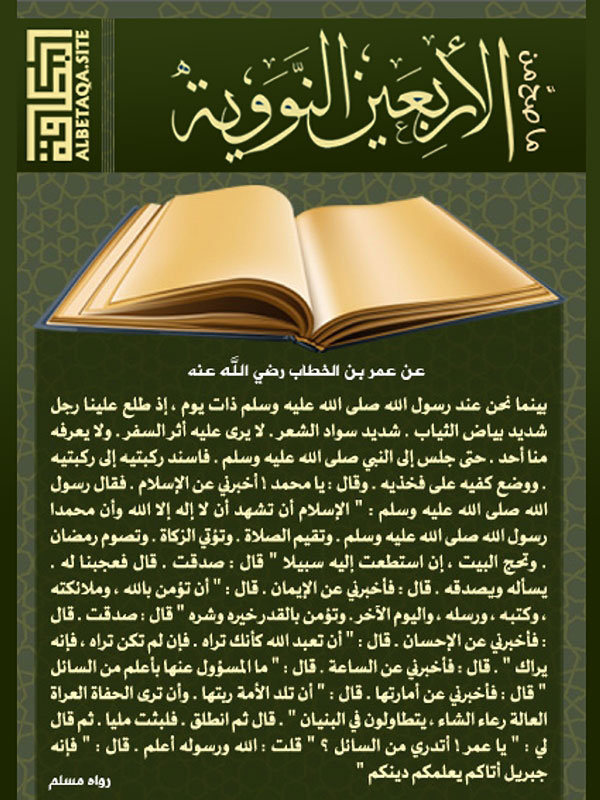 ما صحَّ من
الأربعين النَّوَوية
البطاقة
ALBETAQA.SITE
عن عمر بن الخطاب رضي اللَّه عنه
بينما نحن عند رسول الله صلى الله عليه وسلم ذات يوم ، إذ طلع علينا رجل
شديد بياض الثياب . شديد سواد الشعر . لا يرى عليه أثر السفر . ولا يعرفه
منا أحد . حتى جلس إلى النبي صلى الله عليه وسلم . فاسند ركبتيه إلى ركبتيه
. ووضع كفيه على فخذيه . وقال : يا محمد ! أخبرني عن الإسلام . فقال رسول
الله صلى الله عليه وسلم : " الإسلام أن تشهد أن لا إله إلا الله وأن محمدا
رسول الله صلى الله عليه وسلم . وتقيم الصلاة . وتؤتي الزكاة . وتصوم رمضان
. وتحج البيت ، إن استطعت إليه سبيلا " قال : صدقت . قال فعجبنا له .
يسأله ويصدقه . قال : فأخبرني عن الإيمان . قال : " أن تؤمن بالله ، وملائكته
، وكتبه ، ورسله ، واليوم الآخر . وتؤمن بالقدر خيره وشره " قال : صدقت . قال
: فأخبرني عن الإحسان . قال : " أن تعبد الله كأنك تراه . فإن لم تكن تراه ، فإنه
يراك " . قال : فأخبرني عن الساعة . قال : " ما المسؤول عنها بأعلم من السائل
" قال : فأخبرني عن أمارتها . قال : " أن تلد الأمة ربتها . وأن ترى الحفاة العراة
العالة رعاء الشاء ، يتطاولون في البنيان " . قال ثم انطلق . فلبثت مليا . ثم قال
لي : " يا عمر ! أتدري من السائل ؟ " قلت : الله ورسوله أعلم . قال : " فإنه
جبريل أتاكم يعلمكم دينكم "
رواه مسلم